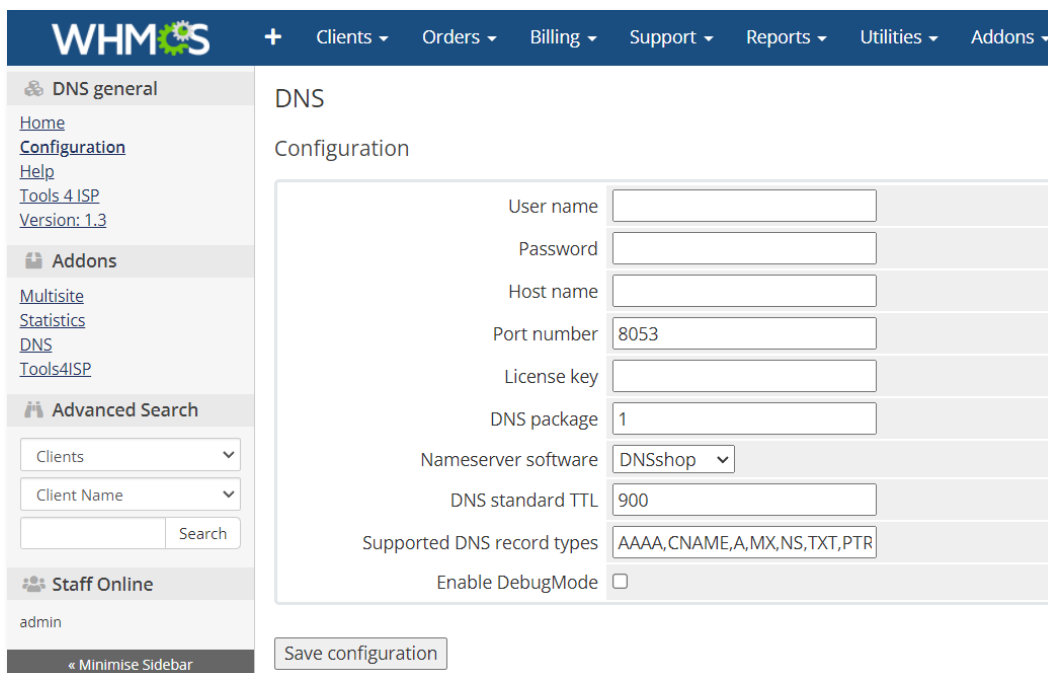 WHMCS
+ Clients Orders Billing Support Reports Utilities Addons
DNS general
Home
Configuration
Help
Tools 4 ISP
Version: 1.3
Addons
Multisite
Statistics
DNS
Tools4ISP
Advanced Search
Clients
Client Name
Search
Staff Online
admin
« Minimise Sidebar
DNS
Configuration
User name
Password
Host name
Port number 8053
License key
DNS package 1
Nameserver software DNSshop
DNS standard TTL 900
Supported DNS record types AAAA,CNAME,A,MX,NS,TXT,PTR
Enable DebugMode
Save configuration